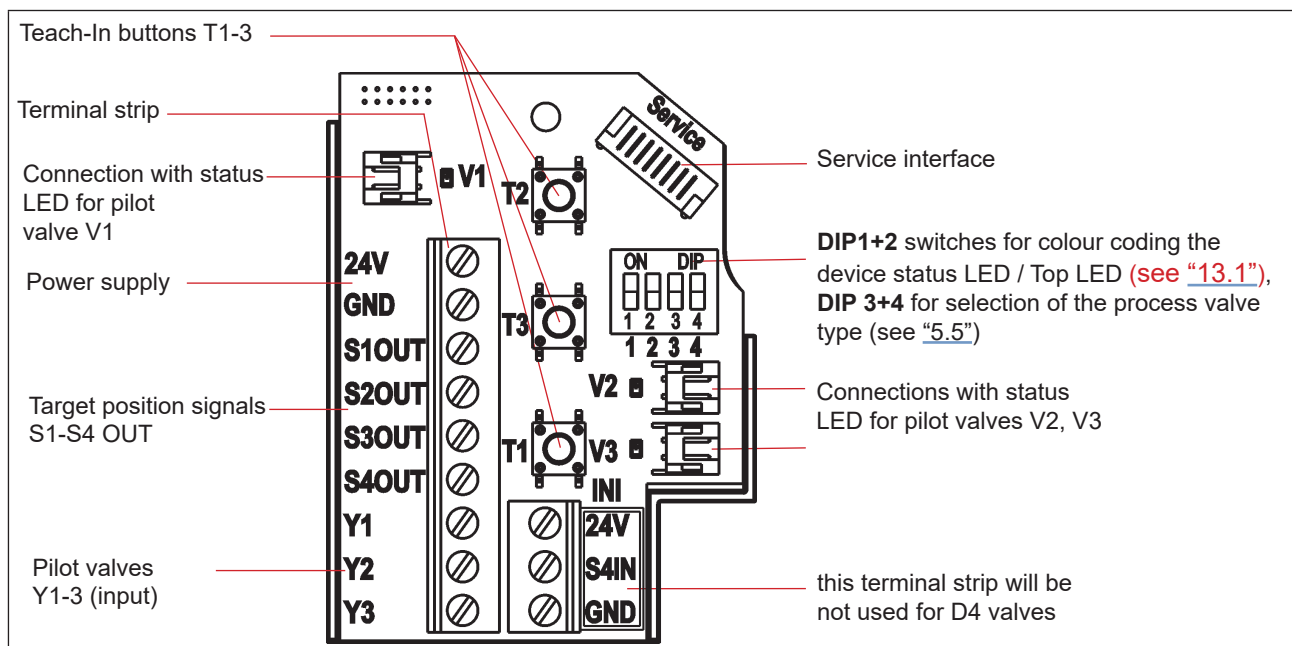 Teach-In buttons T1-3
Terminal strip
Connection with status
LED for pilot
valve V1
Power supply
Target position signals
S1-S4 OUT
Pilot valves
Y1-3 (input)
Service
V1
T2
24V
GND
S1OUT
S2OUT
S3OUT
S4OUT
Y1
Y2
Y3
T3
T1
ON DIP
1 2 3 4
1 2 3 4
V2
V3
INI
24V
S4IN
GND
Service interface
DIP1+2 switches for colour coding the
device status LED / Top LED (see “13.1”),
DIP 3+4 for selection of the process valve
type (see “5.5”)
Connections with status
LED for pilot valves V2, V3
this terminal strip will be
not used for D4 valves